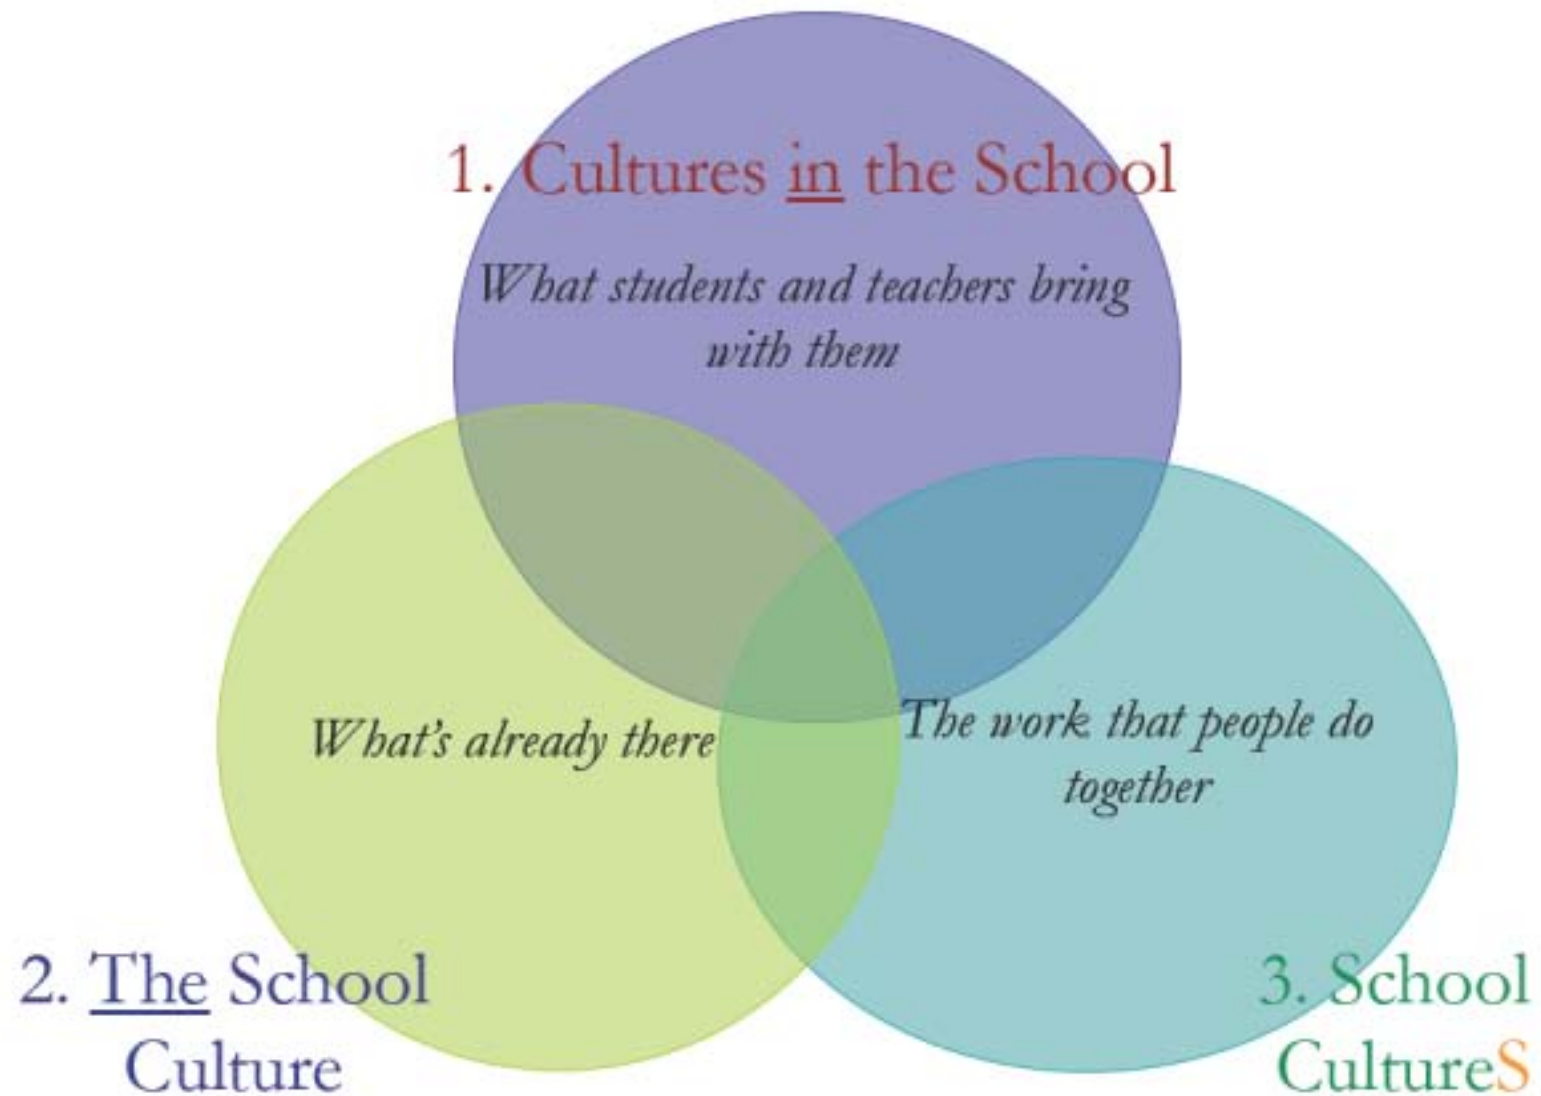 1. Cultures in the School
What students and teachers bring
with them
What's already there
The work that people do
together
2. The School
Culture
3. School
CultureS